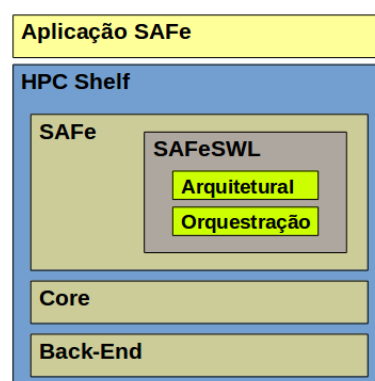 Aplicação SAFe
HPC Shelf
SAFe
SAFeSWL
Arquitetural
Orquestração
Core
Back-End